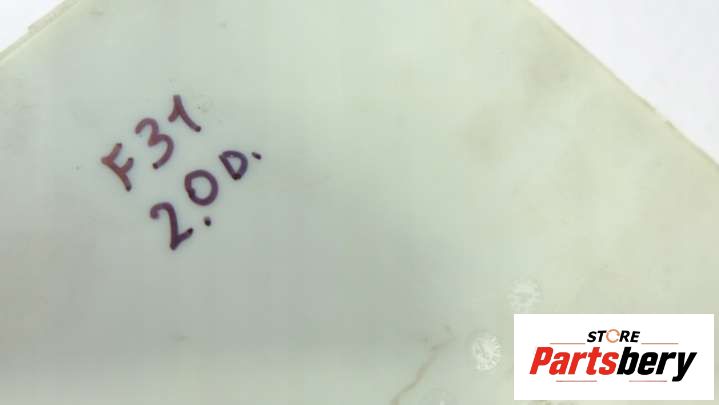 F31
2.0D.
STORE
Partsbery